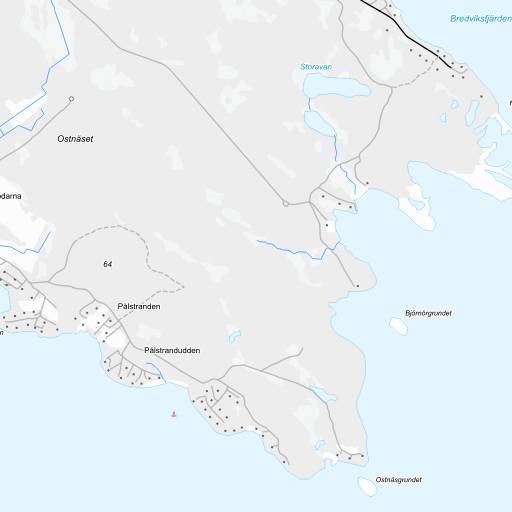 Bredviksfjärden
Storavan
Ostnäset
64
Pålstranden
Björnörgrundet
Pålstrandudden
Ostnäsgrundet